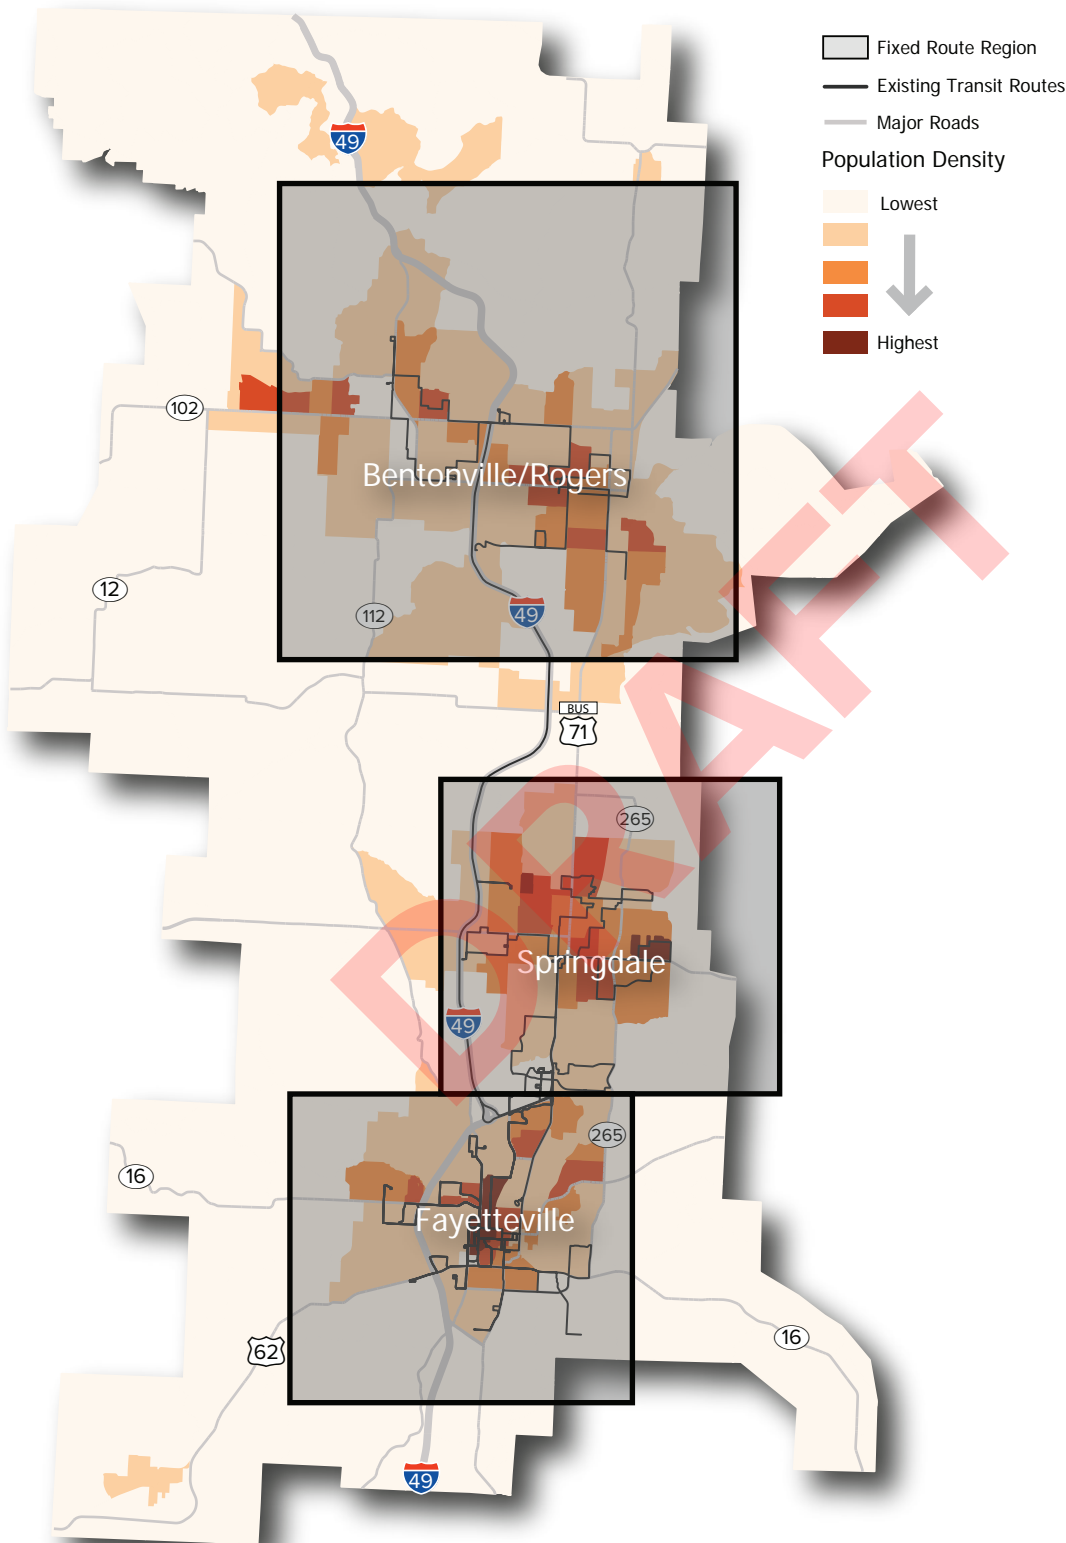 Fixed Route Region
Existing Transit Routes
Major Roads
Population Density
Lowest
Highest
49
102
Bentonville/Rogers
12
112
49
BUS
71
265
Springdale
49
265
16
Fayetteville
16
62
49
DRAFT